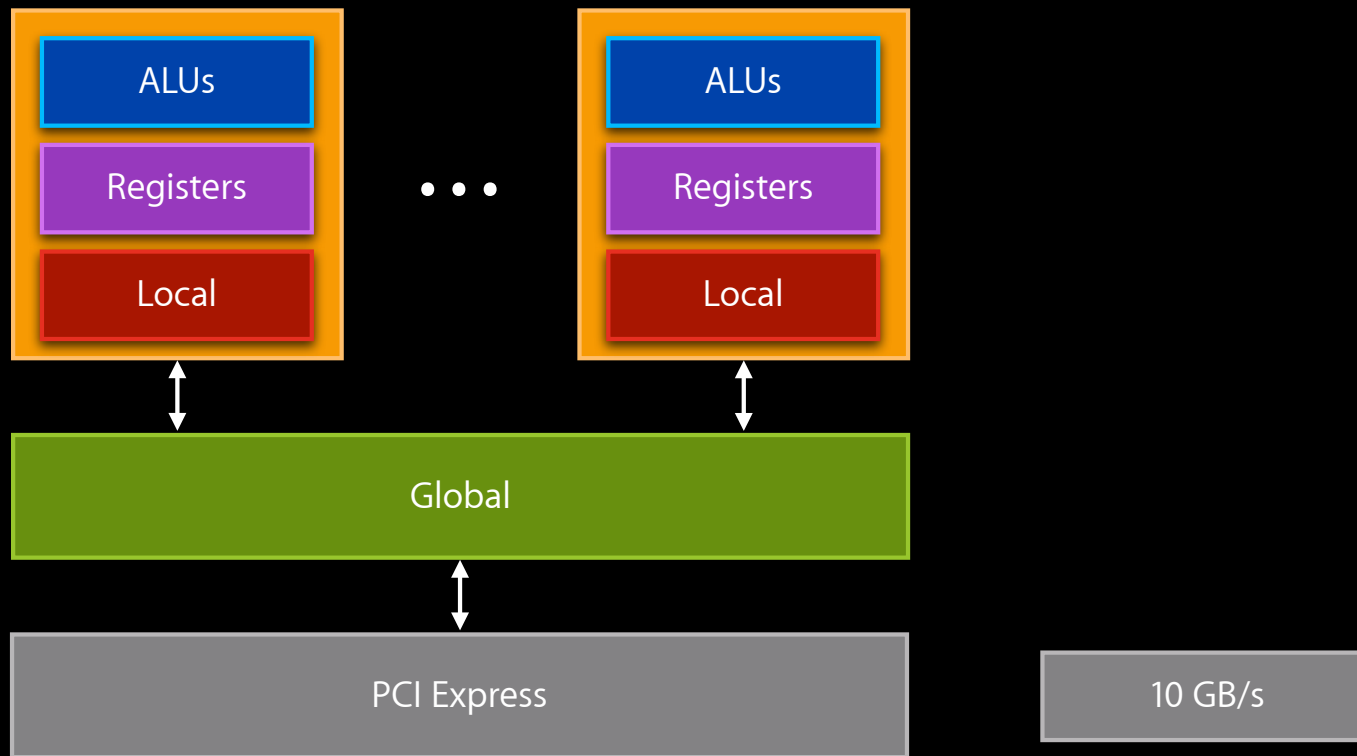 ALUs
Registers
Local
...
ALUs
Registers
Local
Global
PCI Express
10 GB/s